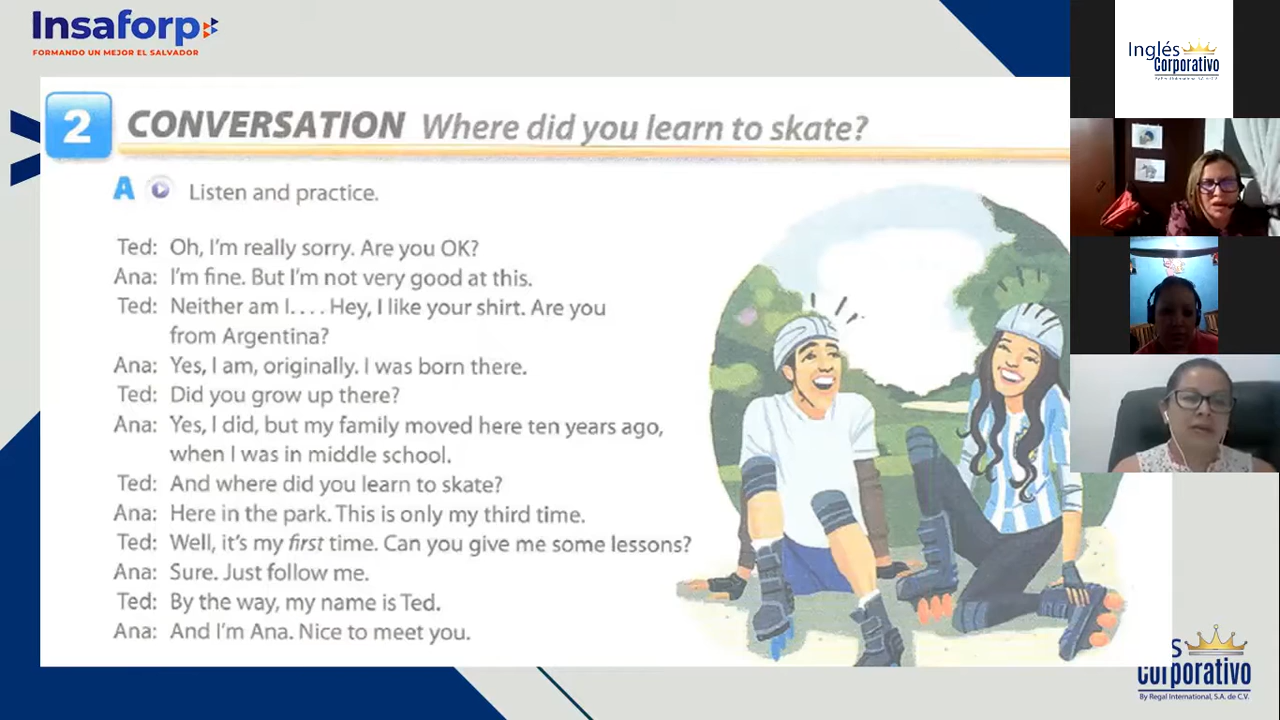 Insaforp
FORMANDO UN MEJOR EL SALVADOR
Inglés
Corporativo
2
CONVERSATION Where did you learn to skate?
A Listen and practice.
Ted: Oh, I'm really sorry. Are you OK?
Ana: I'm fine. But I'm not very good at this.
Ted: Neither am I. . . . Hey, I like your shirt. Are you
from Argentina?
Ana: Yes, I am, originally. I was born there.
Ted: Did you grow up there?
Ana: Yes, I did, but my family moved here ten years ago,
when I was in middle school.
Ted: And where did you learn to skate?
Ana: Here in the park. This is only my third time.
Ted: Well, it's my first time. Can you give me some lessons?
Ana: Sure. Just follow me.
Ted: By the way, my name is Ted.
Ana: And I'm Ana. Nice to meet you.
s
Corporativo
By Regal International, S.A. de C.V.